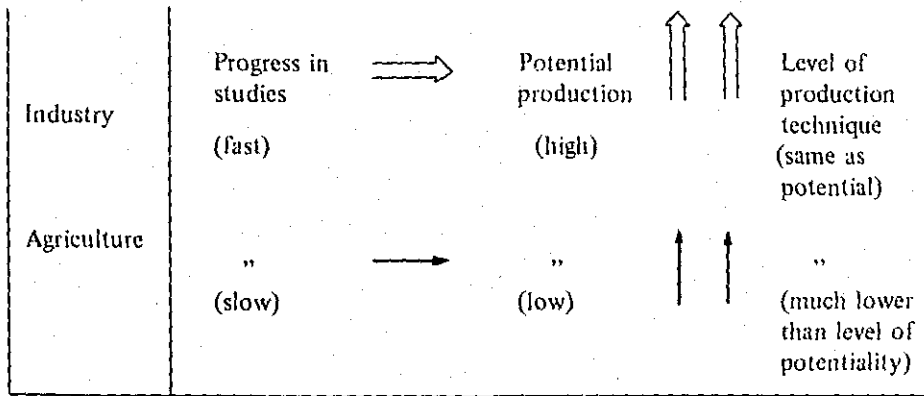 Industry
Progress in
studies
(fast)
Potential
production
(high)
Level of
production
technique
(same as
potential)
Agriculture
„
(slow)
„
(low)
„
(much lower
than level of
potentiality)